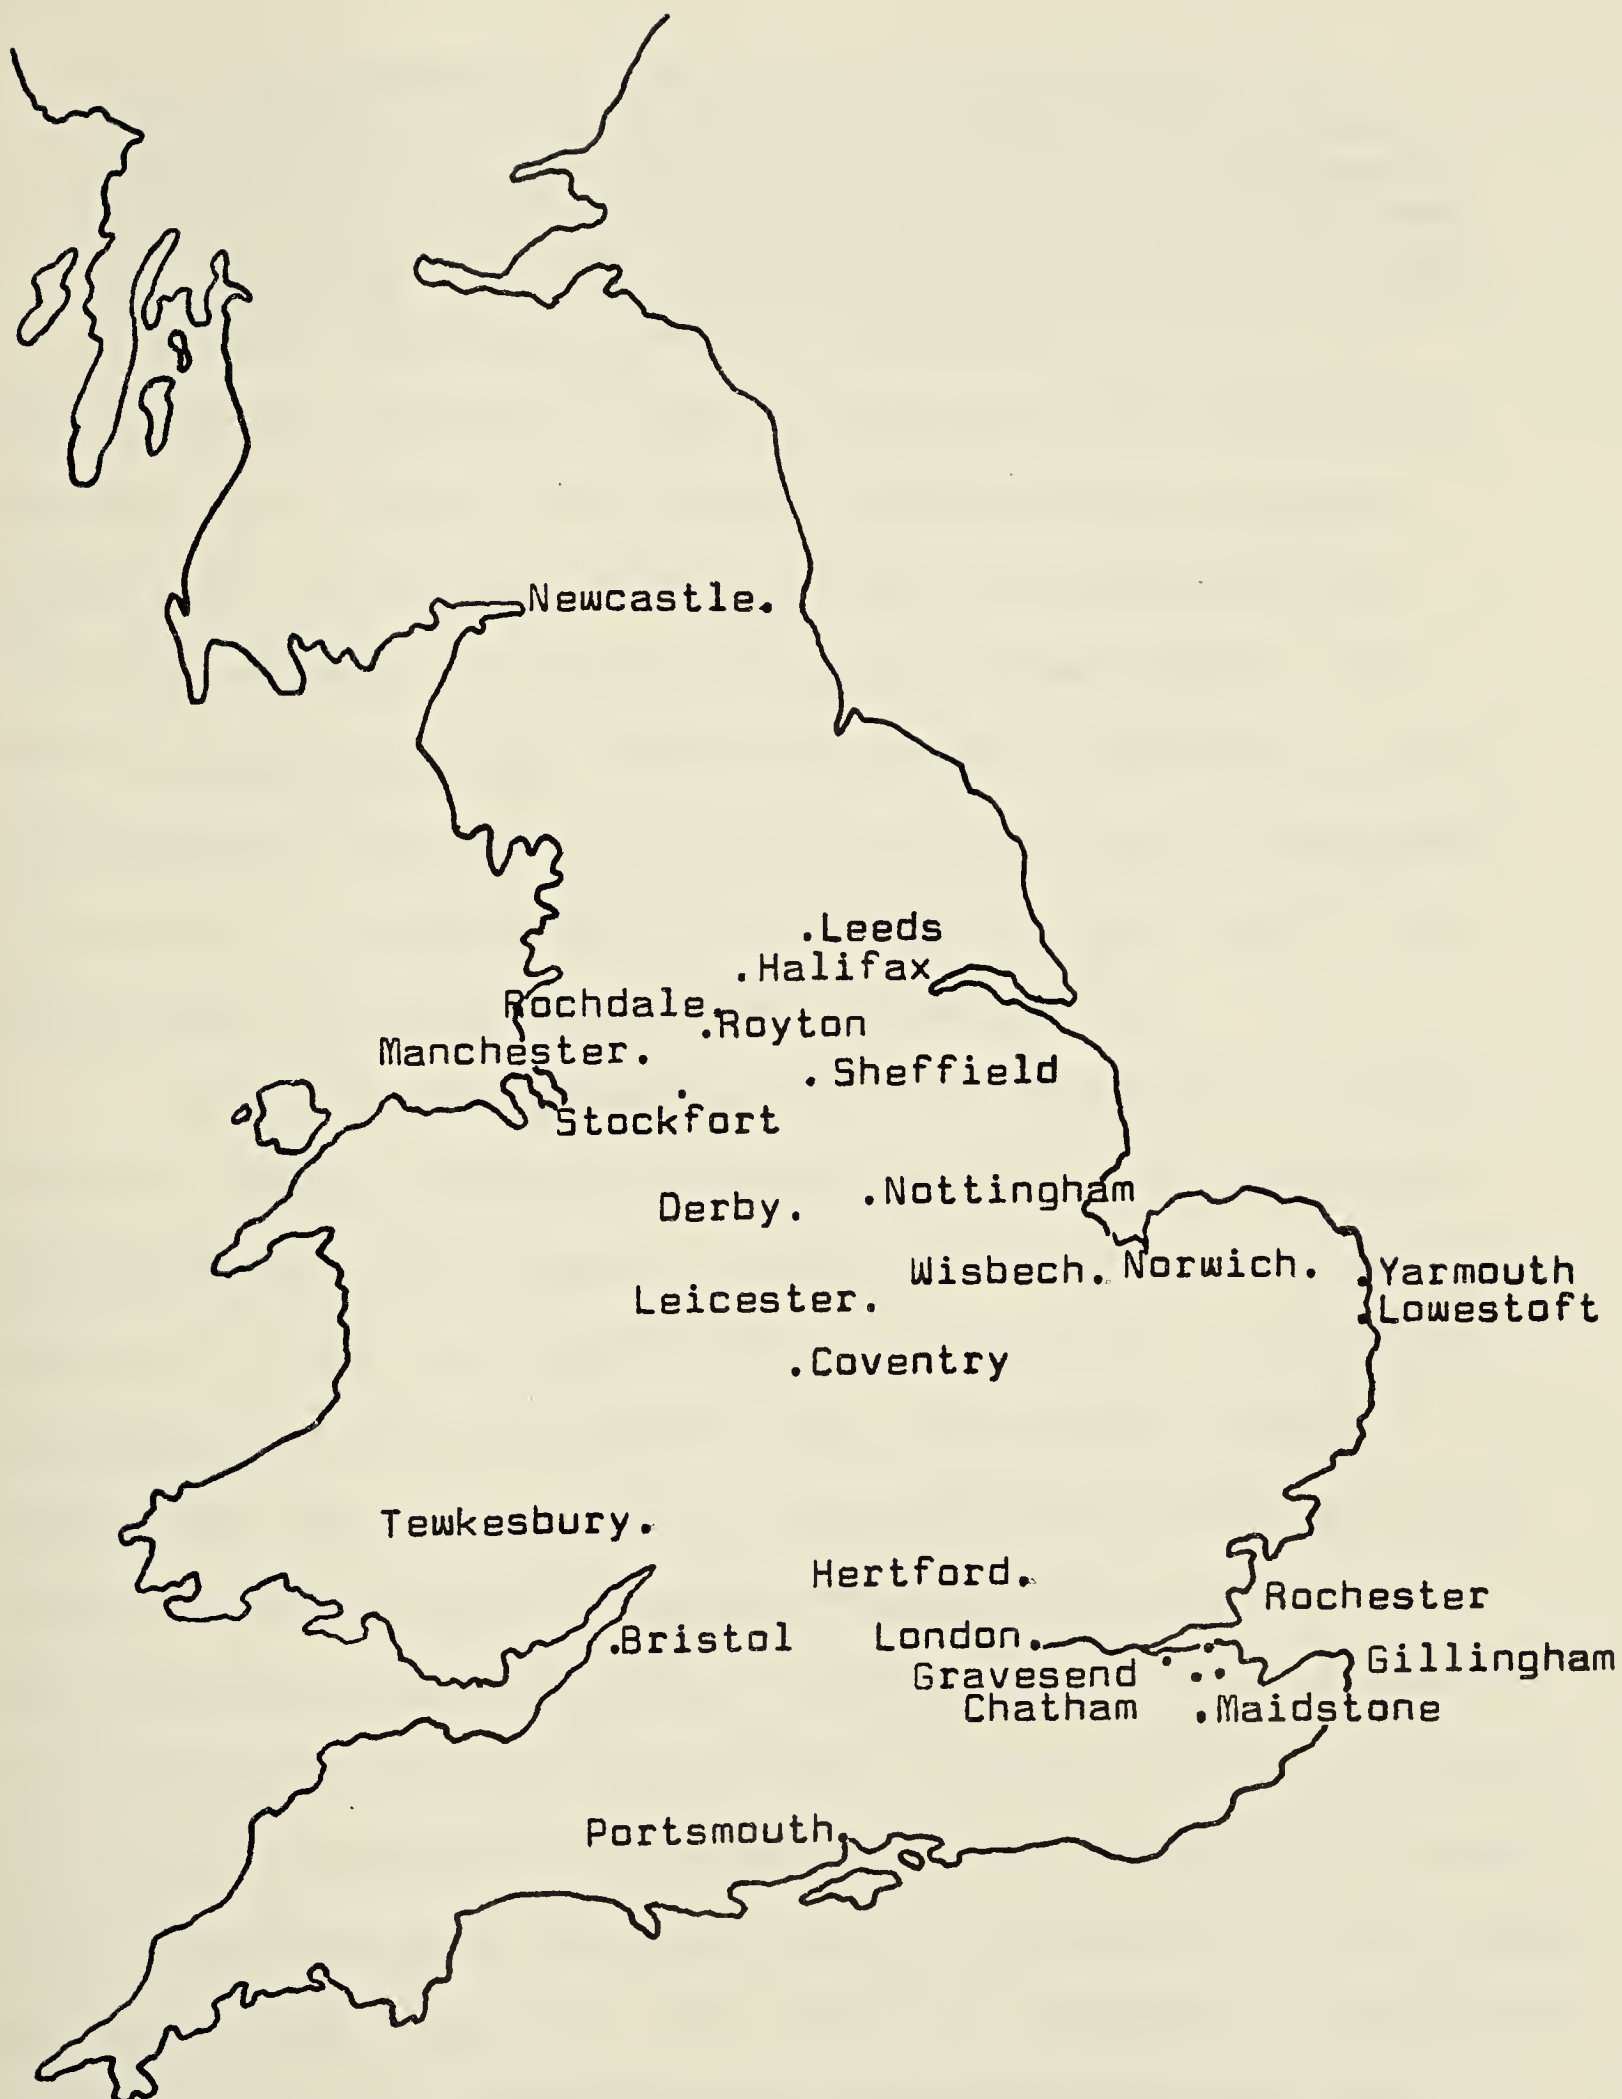 Newcastle.
.Leeds
.Halifax
Rochdale.
.Royton
Manchester.
.Sheffield
Stockfort
.Nottingham
Derby.
Wisbech.
Norwich.
.Yarmouth
Leicester.
.Lowestoft
.Coventry
Tewkesbury.
Hertford.
Rochester
.Bristol
London.
Gillingham
Gravesend
Chatham
.Maidstone
Portsmouth.